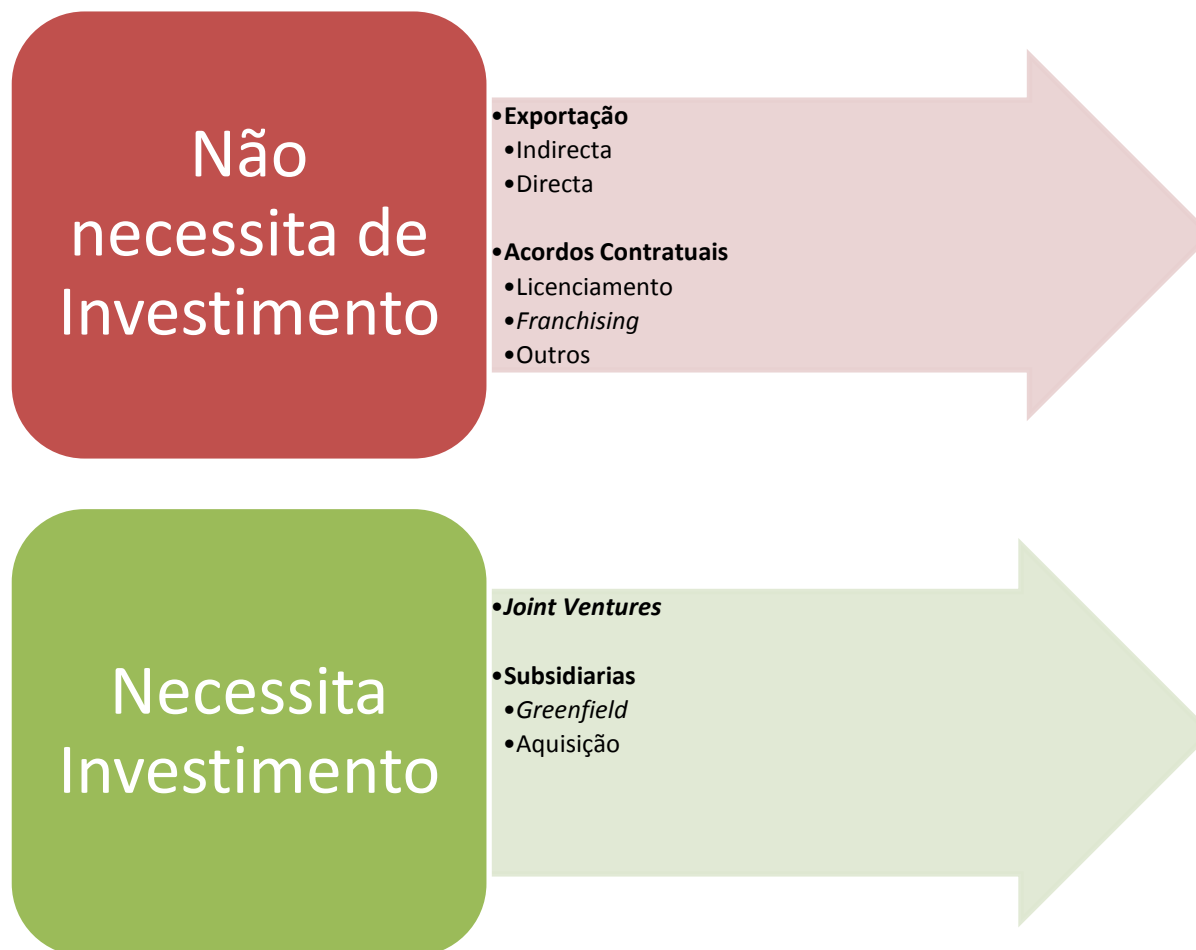 Não
necessita de
Investimento
•Exportação
•Indirecta
•Directa
•Acordos Contratuais
•Licenciamento
•Franchising
•Outros
Necessita
Investimento
•Joint Ventures
•Subsidiarias
•Greenfield
•Aquisição